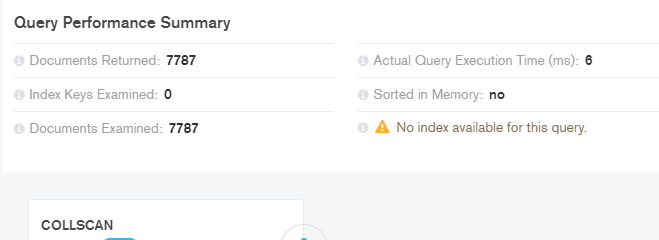 Query Performance Summary
Documents Returned: 7787
Actual Query Execution Time (ms): 6
Index Keys Examined: 0
Sorted in Memory: no
Documents Examined: 7787
No index available for this query.
COLLSCAN